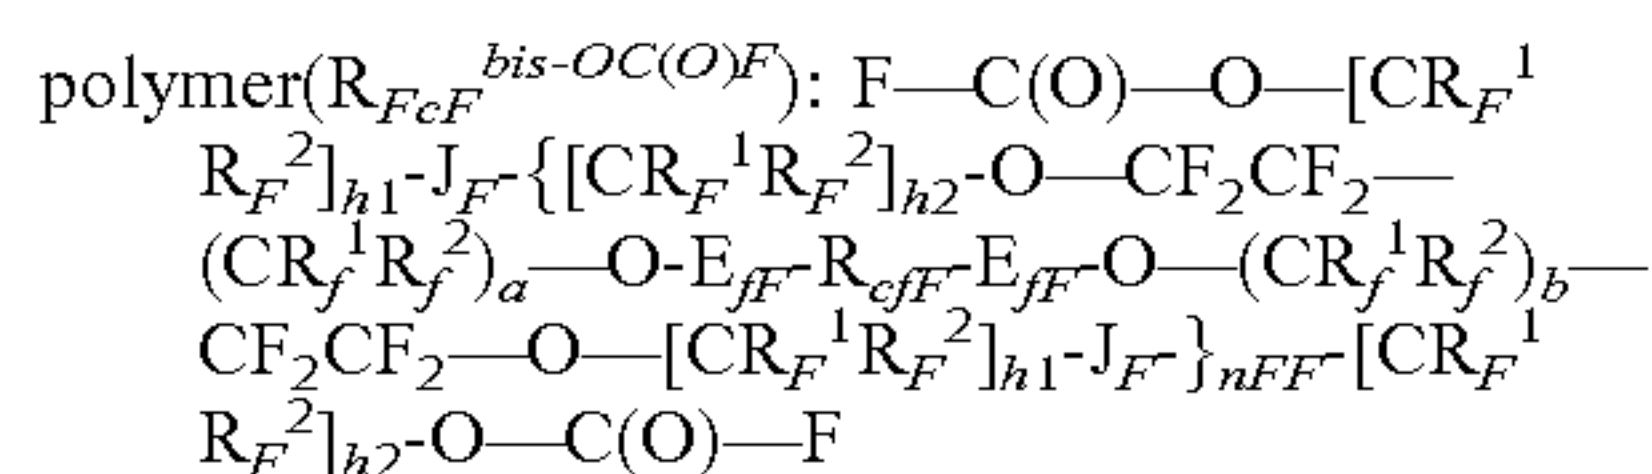 polymer(R_{FcF}^{bis-OC(O)F}): F—C(O)—O—[CR_F^1
R_F^2]_{h1}-J_F-{[CR_F^1R_F^2]_{h2}-O—CF_2CF_2—
(CR_f^1R_f^2)_a—O-E_{fF}-R_{cfF}-E_{fF}-O—(CR_f^1R_f^2)_b—
CF_2CF_2—O—[CR_F^1R_F^2]_{h1}-J_F-}_{nFF}-[CR_F^1
R_F^2]_{h2}-O—C(O)—F